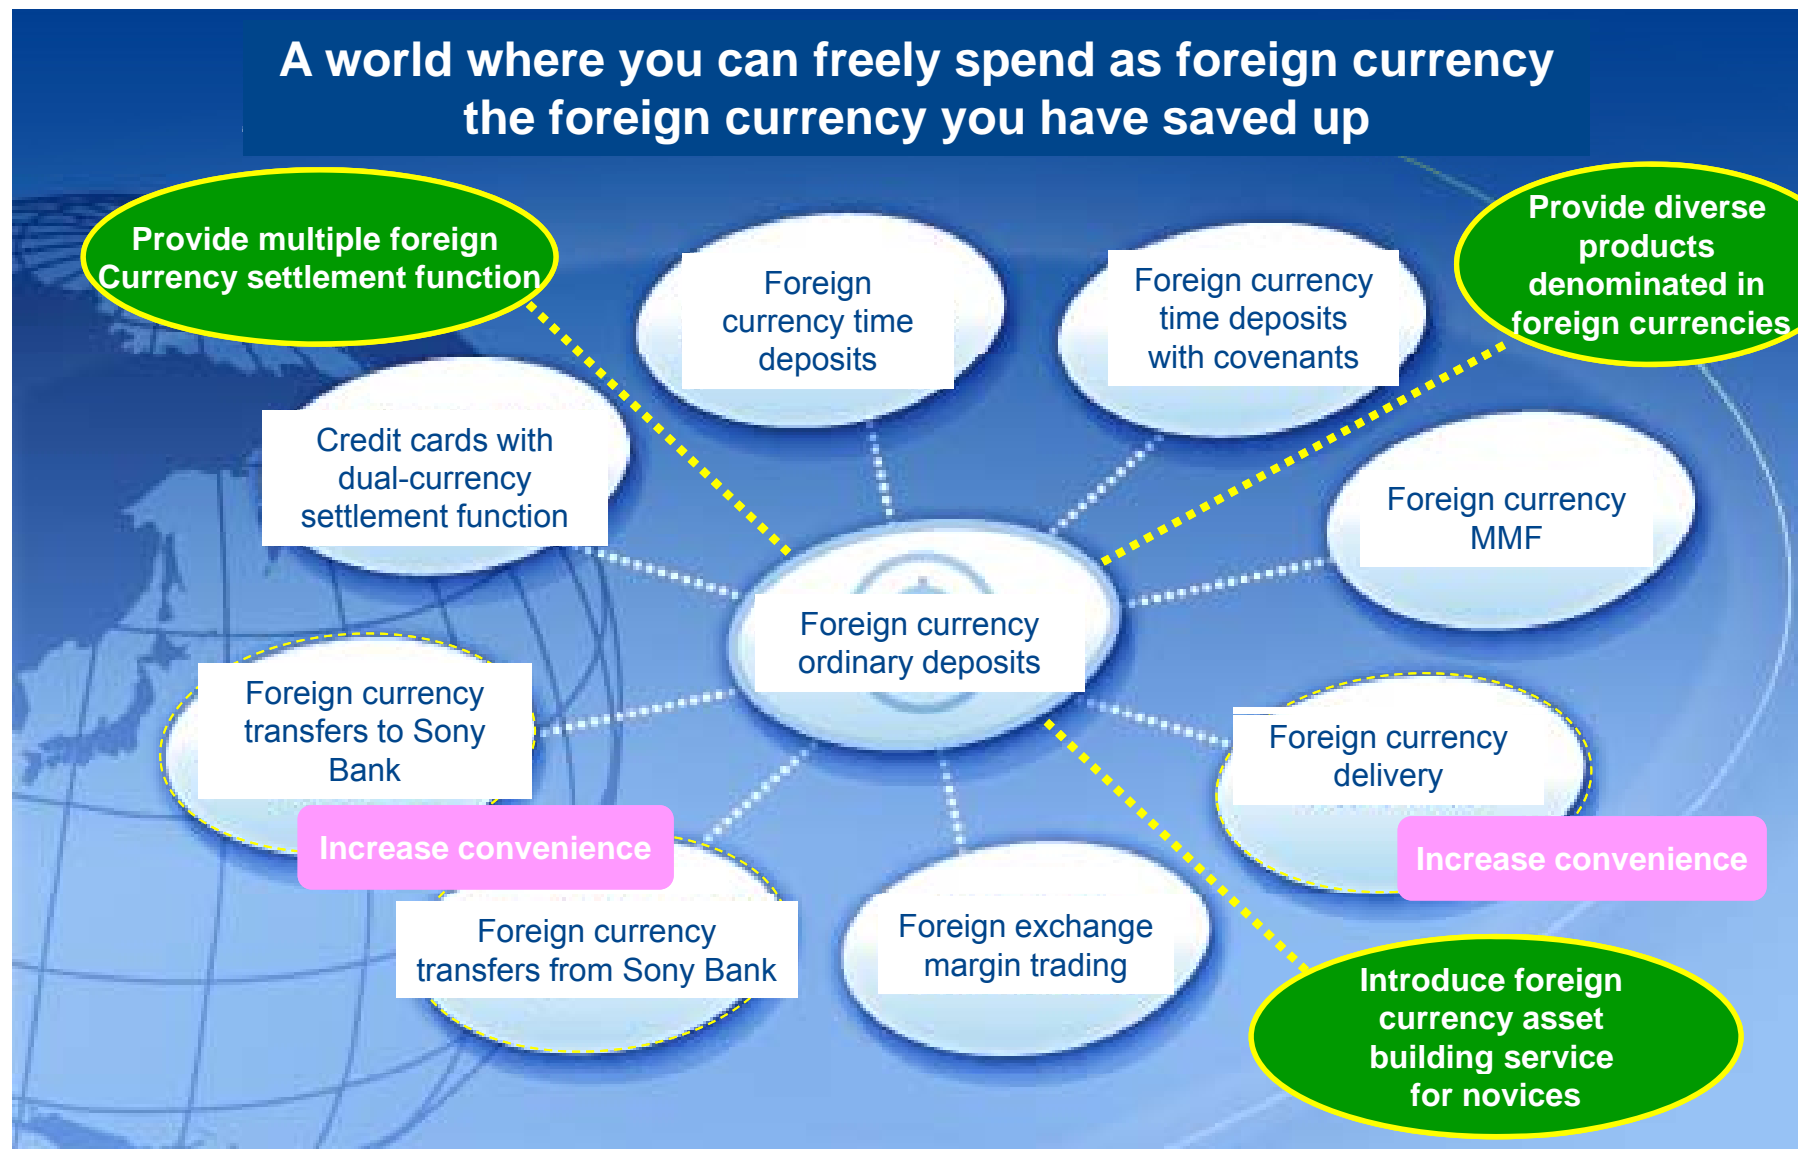 A world where you can freely spend as foreign currency
the foreign currency you have saved up
Provide multiple foreign
Currency settlement function
Foreign
currency time
deposits
Foreign currency
time deposits
with covenants
Provide diverse
products
denominated in
foreign currencies
Credit cards with
dual-currency
settlement function
Foreign currency
MMF
Foreign currency
ordinary deposits
Foreign currency
transfers to Sony
Bank
Foreign currency
delivery
Increase convenience
Increase convenience
Foreign currency
transfers from Sony Bank
Foreign exchange
margin trading
Introduce foreign
currency asset
building service
for novices